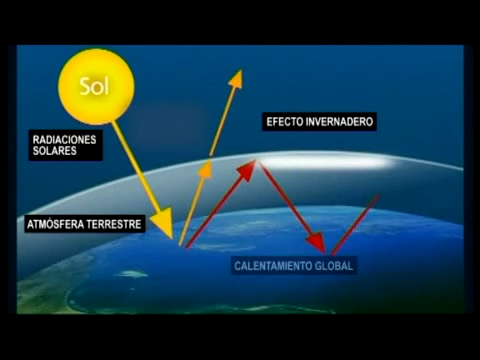 Sol
RADIACIONES
SOLARES
EFECTO INVERNADERO
ATMÓSFERA TERRESTRE
CALENTAMIENTO GLOBAL